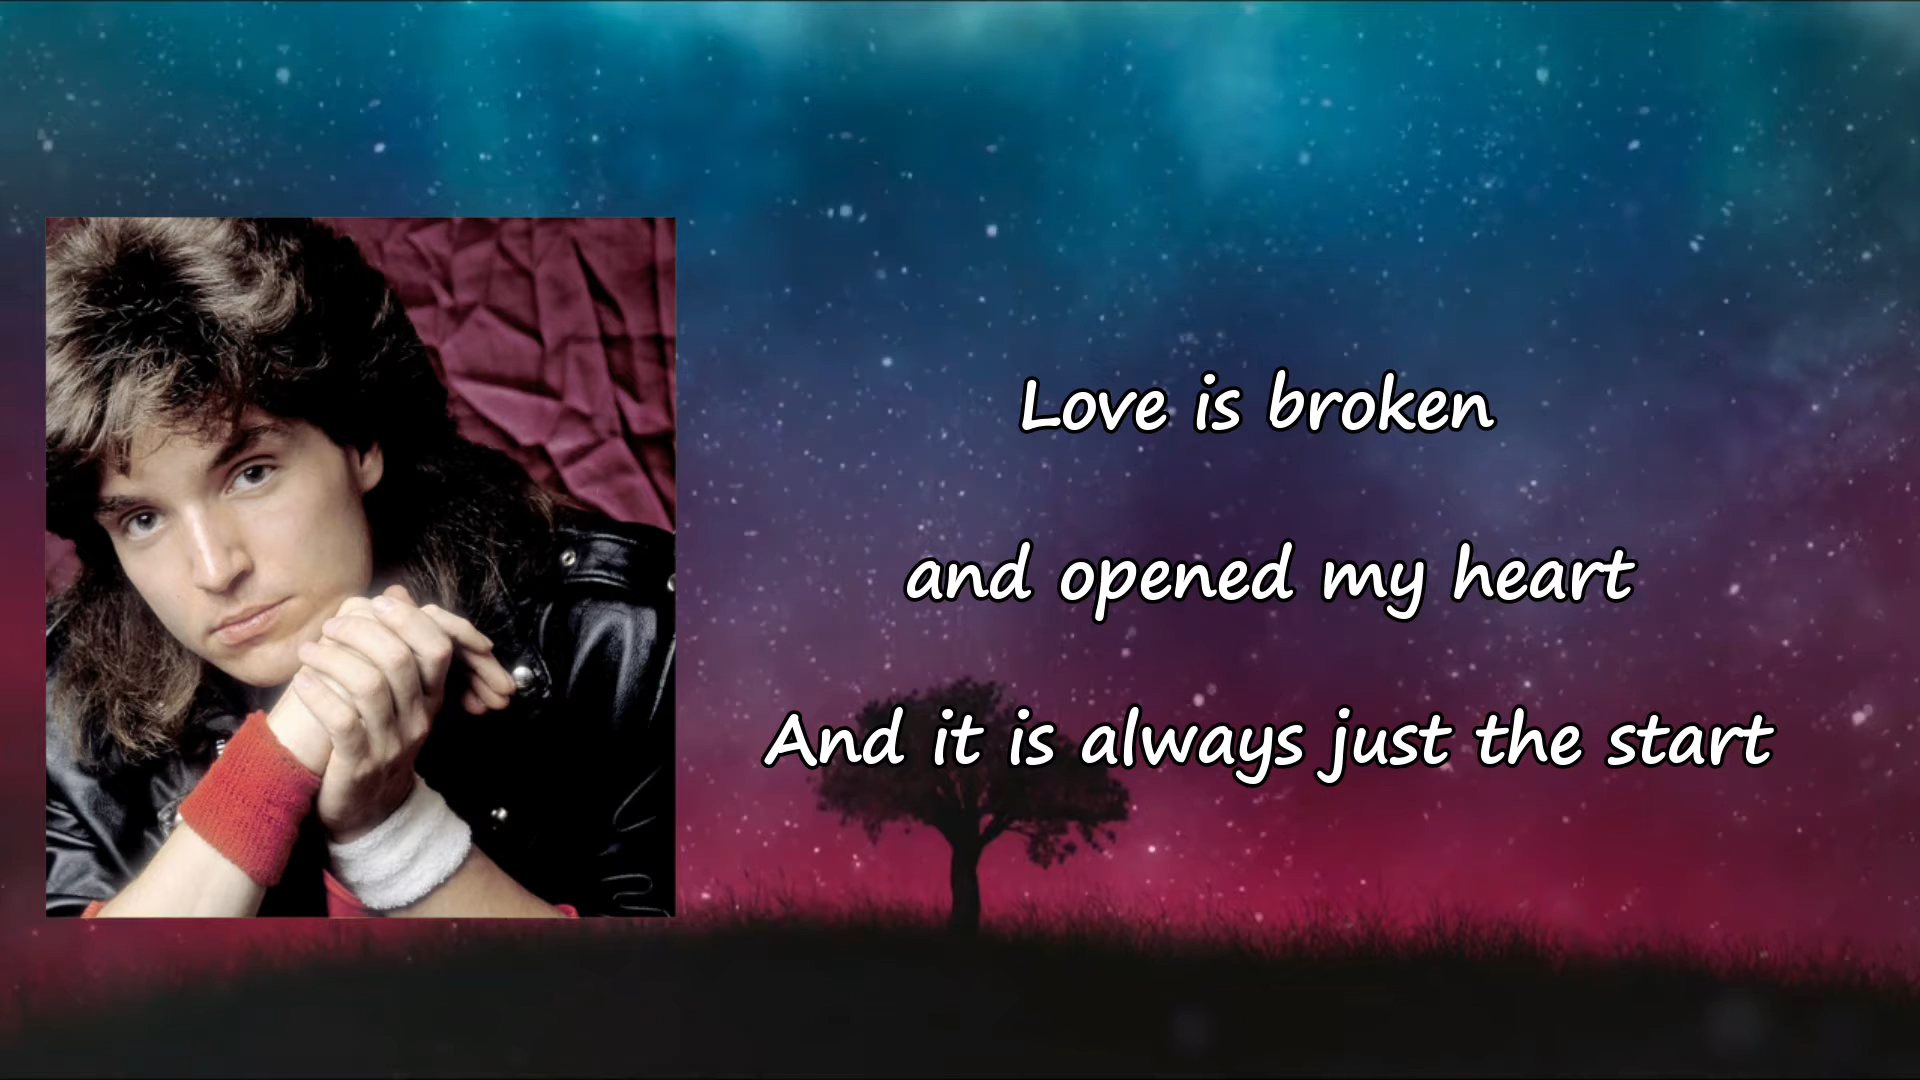 Love is broken
and opened my heart
And it is always just the start